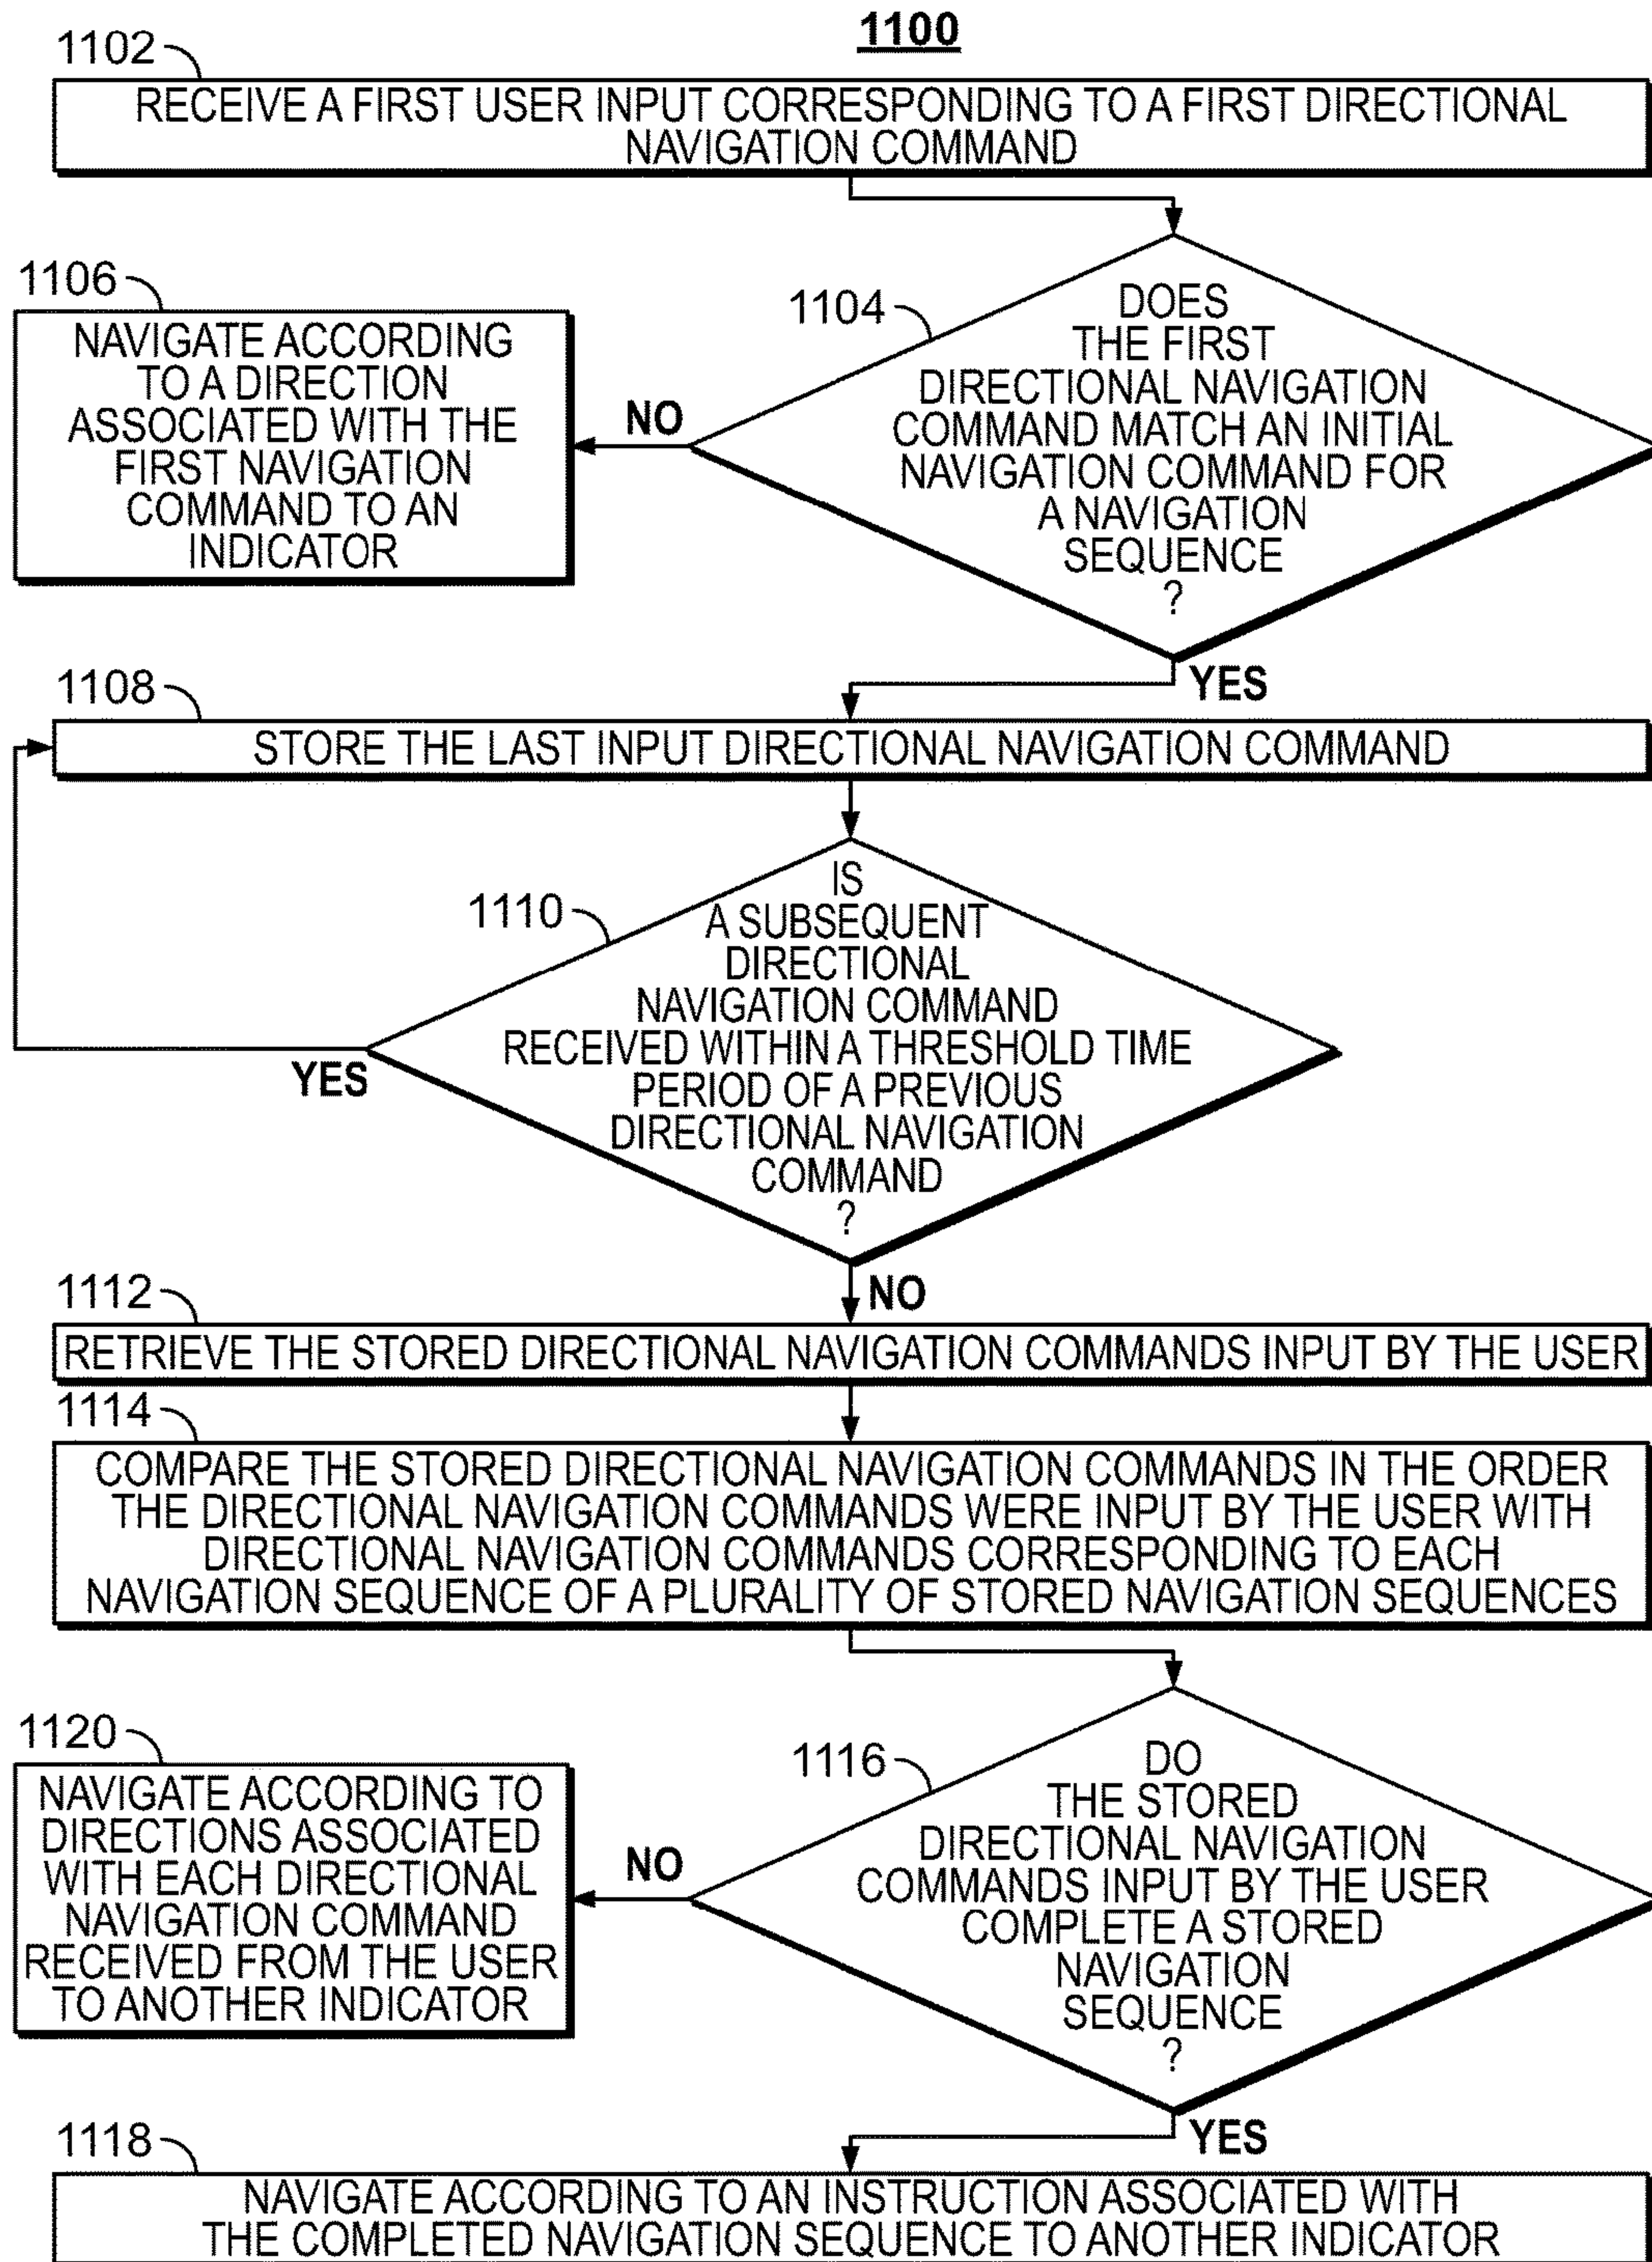 1100
1102
RECEIVE A FIRST USER INPUT CORRESPONDING TO A FIRST DIRECTIONAL
NAVIGATION COMMAND
1104
DOES
THE FIRST
DIRECTIONAL NAVIGATION
COMMAND MATCH AN INITIAL
NAVIGATION COMMAND FOR
A NAVIGATION
SEQUENCE
?
NO
1106
NAVIGATE ACCORDING
TO A DIRECTION
ASSOCIATED WITH THE
FIRST NAVIGATION
COMMAND TO AN
INDICATOR
YES
1108
STORE THE LAST INPUT DIRECTIONAL NAVIGATION COMMAND
1110
IS
A SUBSEQUENT
DIRECTIONAL
NAVIGATION COMMAND
RECEIVED WITHIN A THRESHOLD TIME
PERIOD OF A PREVIOUS
DIRECTIONAL NAVIGATION
COMMAND
?
YES
NO
1112
RETRIEVE THE STORED DIRECTIONAL NAVIGATION COMMANDS INPUT BY THE USER
1114
COMPARE THE STORED DIRECTIONAL NAVIGATION COMMANDS IN THE ORDER
THE DIRECTIONAL NAVIGATION COMMANDS WERE INPUT BY THE USER WITH
DIRECTIONAL NAVIGATION COMMANDS CORRESPONDING TO EACH
NAVIGATION SEQUENCE OF A PLURALITY OF STORED NAVIGATION SEQUENCES
1116
DO
THE STORED
DIRECTIONAL NAVIGATION
COMMANDS INPUT BY THE USER
COMPLETE A STORED
NAVIGATION
SEQUENCE
?
NO
1120
NAVIGATE ACCORDING TO
DIRECTIONS ASSOCIATED
WITH EACH DIRECTIONAL
NAVIGATION COMMAND
RECEIVED FROM THE USER
TO ANOTHER INDICATOR
YES
1118
NAVIGATE ACCORDING TO AN INSTRUCTION ASSOCIATED WITH
THE COMPLETED NAVIGATION SEQUENCE TO ANOTHER INDICATOR